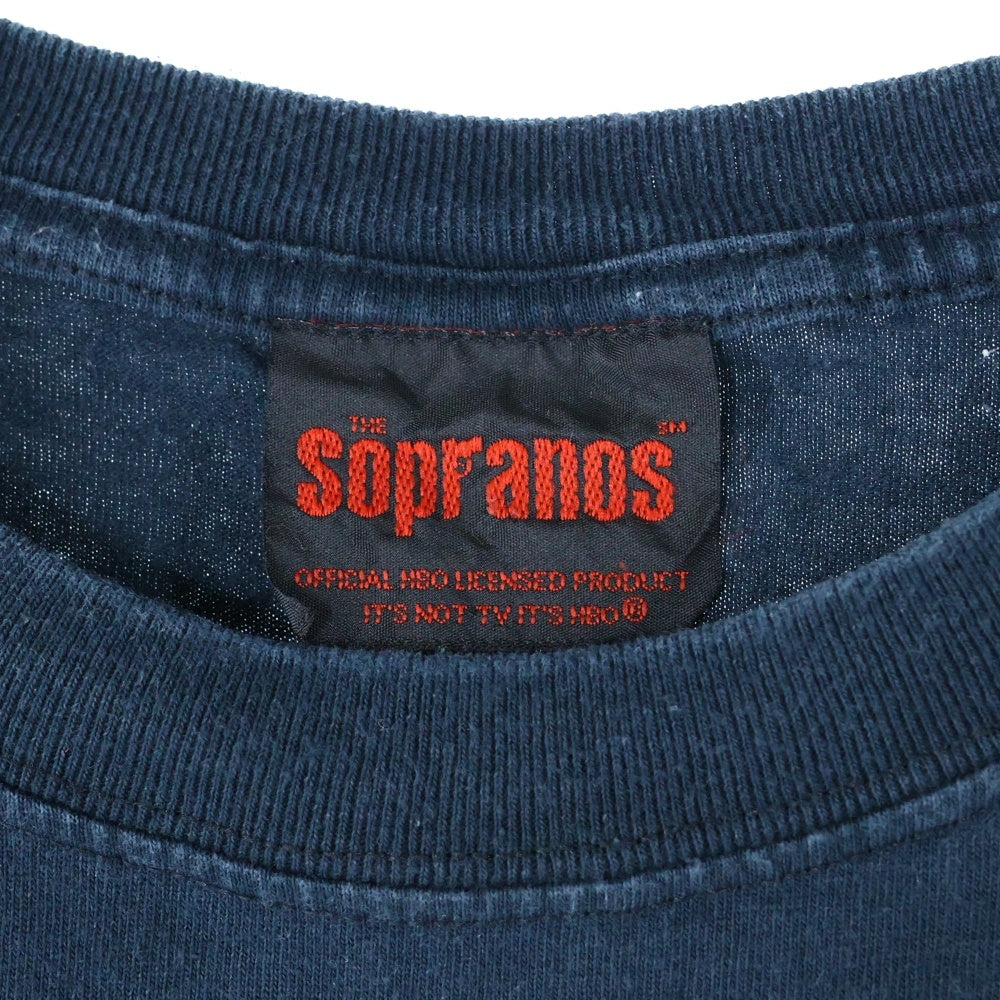 THE
Sopranos SM
OFFICIAL HBO LICENSED PRODUCT
IT'S NOT TV IT'S HBO®